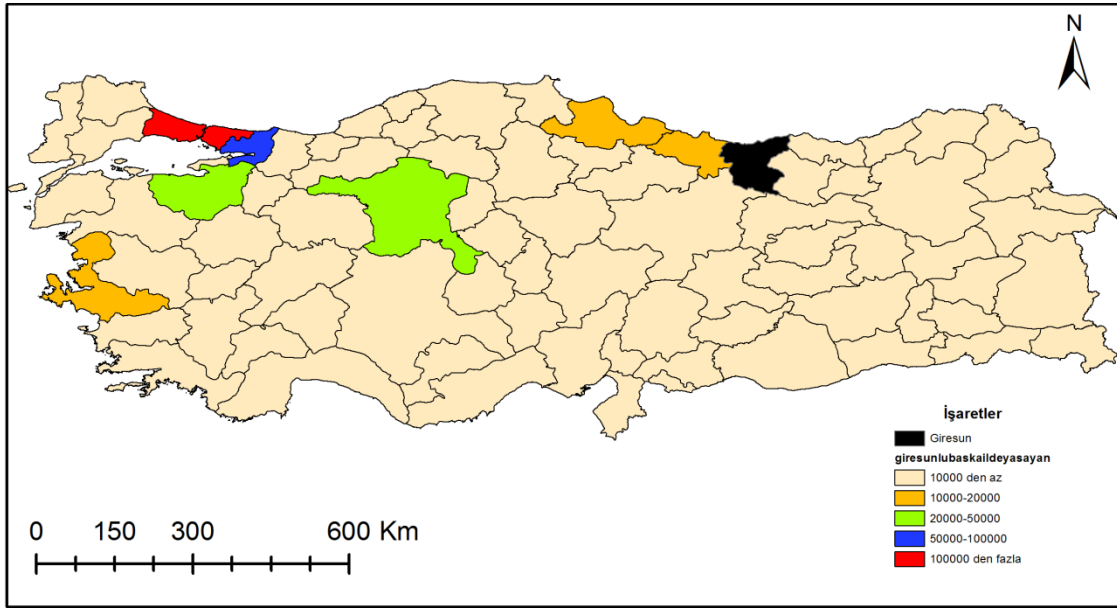 N
İşaretler
Giresun
giresunlubaskaildeyasayan
10000 den az
10000-20000
20000-50000
50000-100000
100000 den fazla
0 150 300 600 Km